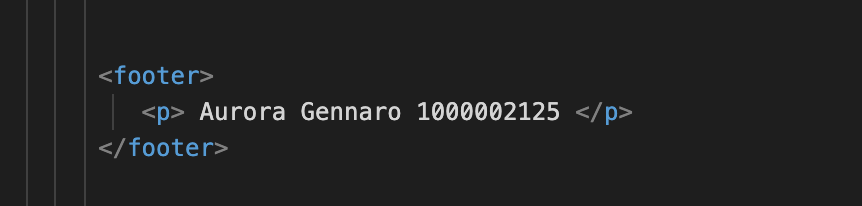 <footer>
<p> Aurora Gennaro 1000002125 </p>
</footer>